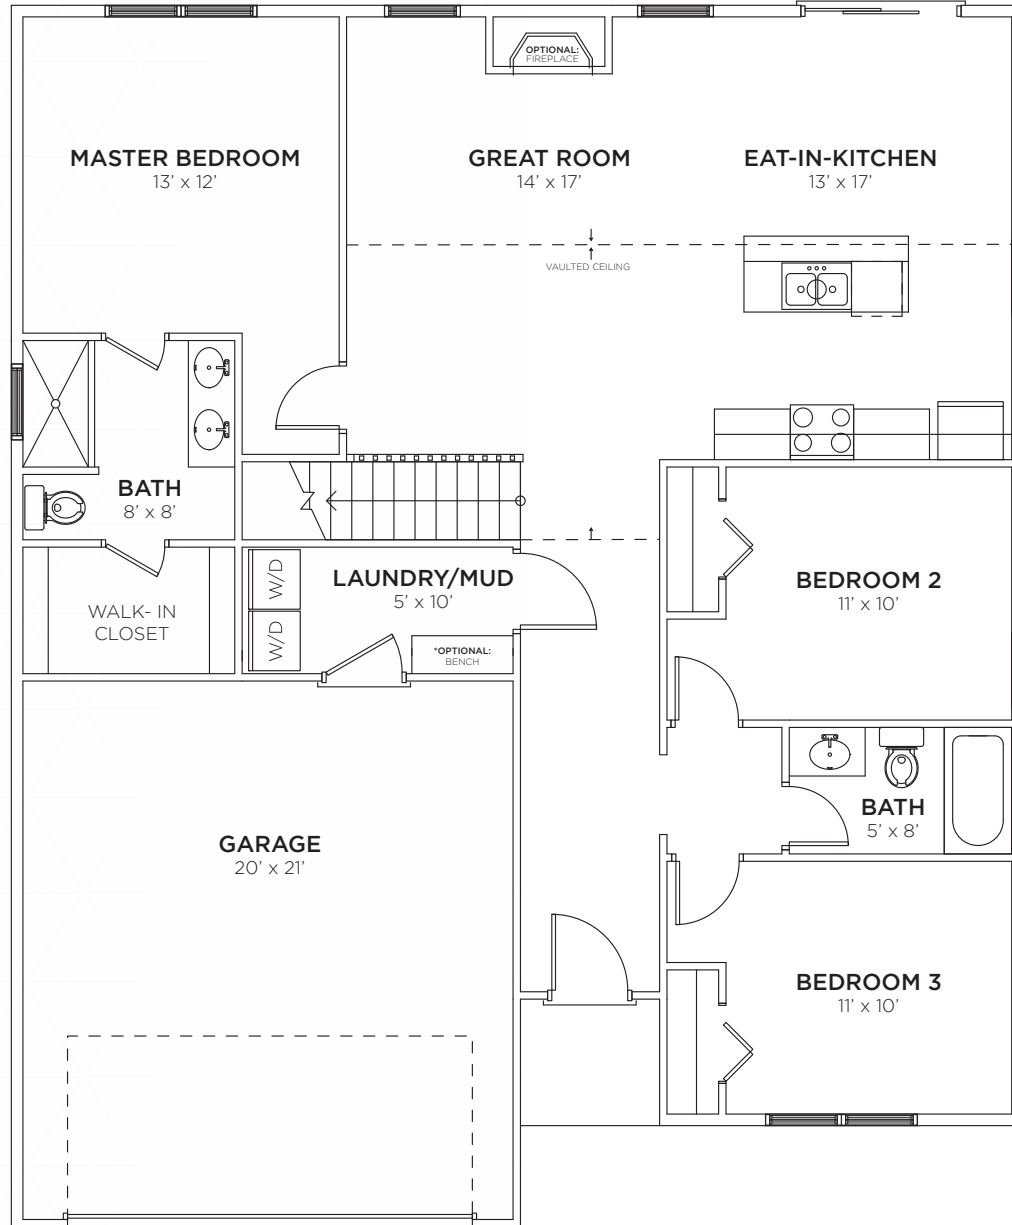 OPTIONAL:
FIREPLACE
MASTER BEDROOM
13’ x 12’
GREAT ROOM
14’ x 17’
EAT-IN-KITCHEN
13’ x 17’
VAULTED CEILING
BATH
8’ x 8’
WALK- IN
CLOSET
W/D
W/D
LAUNDRY/MUD
5’ x 10’
*OPTIONAL:
BENCH
BEDROOM 2
11’ x 10’
BATH
5’ x 8’
GARAGE
20’ x 21’
BEDROOM 3
11’ x 10’